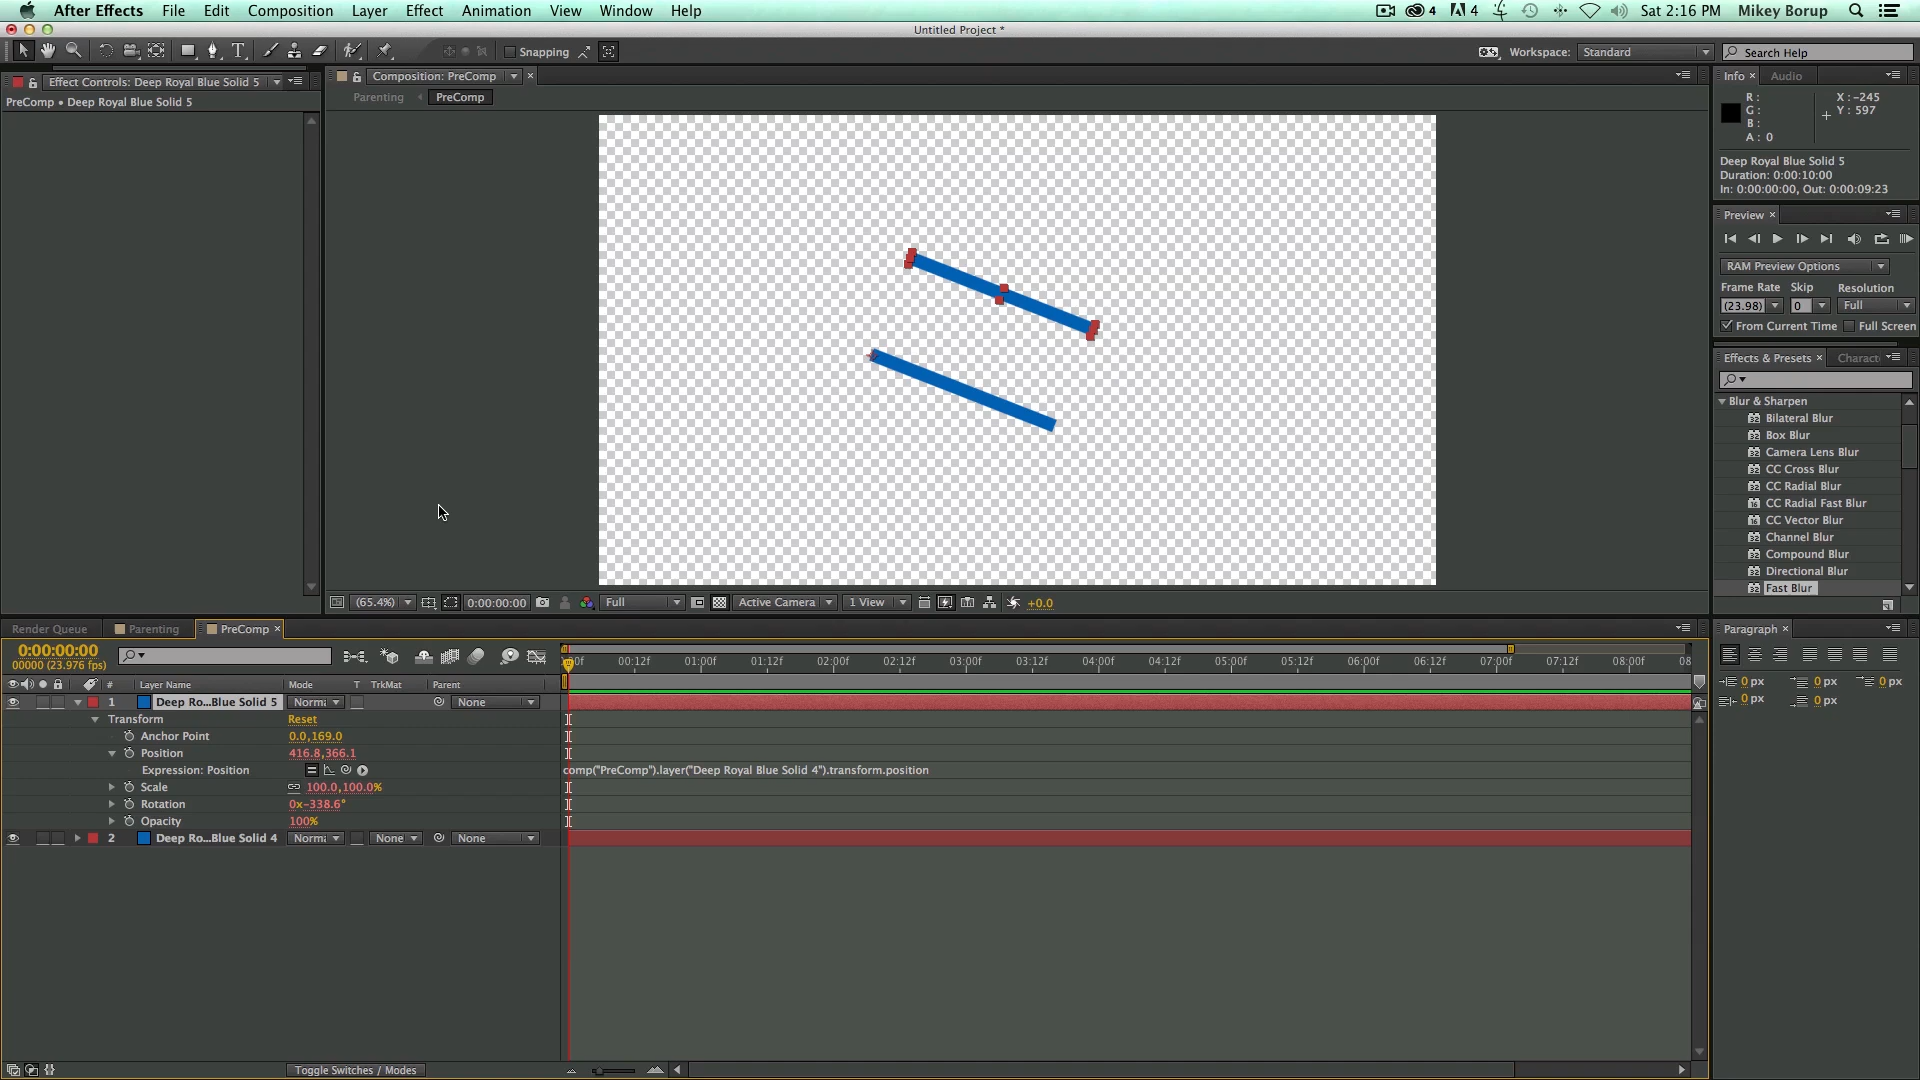 After Effects File Edit Composition Layer Effect Animation View Window Help 4 4 Sat 2:16 PM Mikey Borup
Untitled Project *
Snapping Workspace: Standard Search Help
Effect Controls: Deep Royal Blue Solid 5
PreComp • Deep Royal Blue Solid 5
Composition: PreComp
Parenting PreComp
(65.4%) 0:00:00:00 Full Active Camera 1 View +0.0
Info Audio
R :
G :
B :
A : 0
X : -245
Y : 597
Deep Royal Blue Solid 5
Duration: 0:00:10:00
In: 0:00:00:00, Out: 0:00:09:23
Preview
RAM Preview Options
Frame Rate Skip Resolution
(23.98) 0 Full
From Current Time Full Screen
Effects & Presets Charact
Blur & Sharpen
Bilateral Blur
Box Blur
Camera Lens Blur
CC Cross Blur
CC Radial Blur
CC Radial Fast Blur
CC Vector Blur
Channel Blur
Compound Blur
Directional Blur
Fast Blur
Render Queue Parenting PreComp
0:00:00:00
00000 (23.976 fps)
00f 00:12f 01:00f 01:12f 02:00f 02:12f 03:00f 03:12f 04:00f 04:12f 05:00f 05:12f 06:00f 06:12f 07:00f 07:12f 08:00f 08
# Layer Name Mode T TrkMat Parent
1 Deep Ro...Blue Solid 5 Norma None
Transform Reset
Anchor Point 0.0,169.0
Position 416.8,366.1
Expression: Position comp("PreComp").layer("Deep Royal Blue Solid 4").transform.position
Scale 100.0,100.0%
Rotation 0x-338.6°
Opacity 100%
2 Deep Ro...Blue Solid 4 Norma None None
Toggle Switches / Modes
Paragraph
0 px 0 px 0 px
0 px 0 px